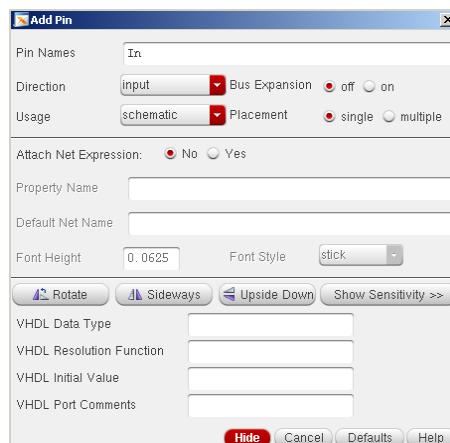 Add Pin
Pin Names In
Direction input Bus Expansion off on
Usage schematic Placement single multiple
Attach Net Expression: No Yes
Property Name
Default Net Name
Font Height 0.0625 Font Style stick
Rotate Sideways Upside Down Show Sensitivity >>
VHDL Data Type
VHDL Resolution Function
VHDL Initial Value
VHDL Port Comments
Hide Cancel Defaults Help